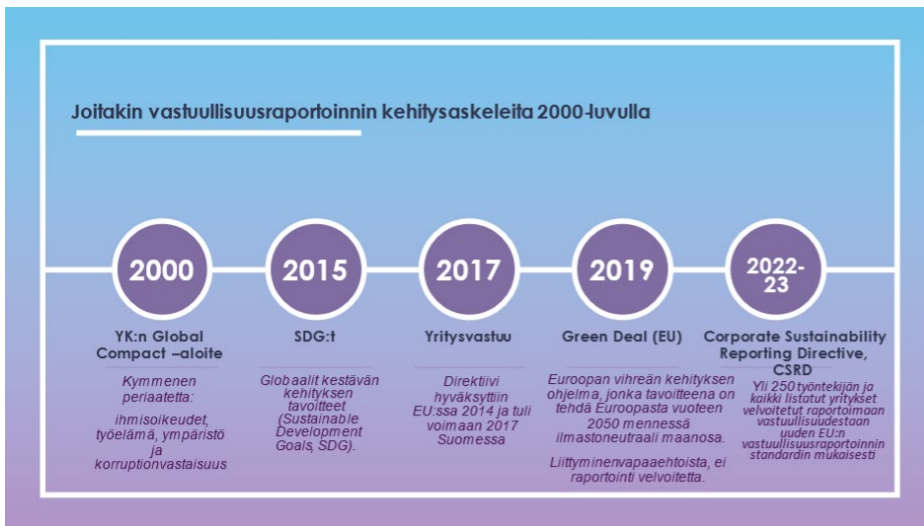 Joitakin vastuullisuusraportoinnin kehitysaskeleita 2000-luvulla
2000
YK:n Global
Compact –aloite
Kymmenen
periaatetta:
ihmisoikeudet,
työelämä, ympäristö
ja
korruptionvastaisuus
2015
SDG:t
Globaalit kestävän
kehityksen
tavoitteet
(Sustainable
Development
Goals, SDG).
2017
Yritysvastuu
Direktiivi
hyväksyttiin
EU:ssa 2014 ja tuli
voimaan 2017
Suomessa
2019
Green Deal (EU)
Euroopan vihreän kehityksen
ohjelma, jonka tavoitteena on
tehdä Euroopasta vuoteen
2050 mennessä
ilmastoneutraali maanosa.
Liittyminenvapaaehtoista, ei
raportointi velvoitetta.
2022-
23
Corporate Sustainability
Reporting Directive,
CSRD
Yli 250 työntekijän ja
kaikki listatut yritykset
velvoitetut raportoimaan
vastuullisuudestaan
uuden EU:n
vastuullisuusraportoinnin
standardin mukaisesti